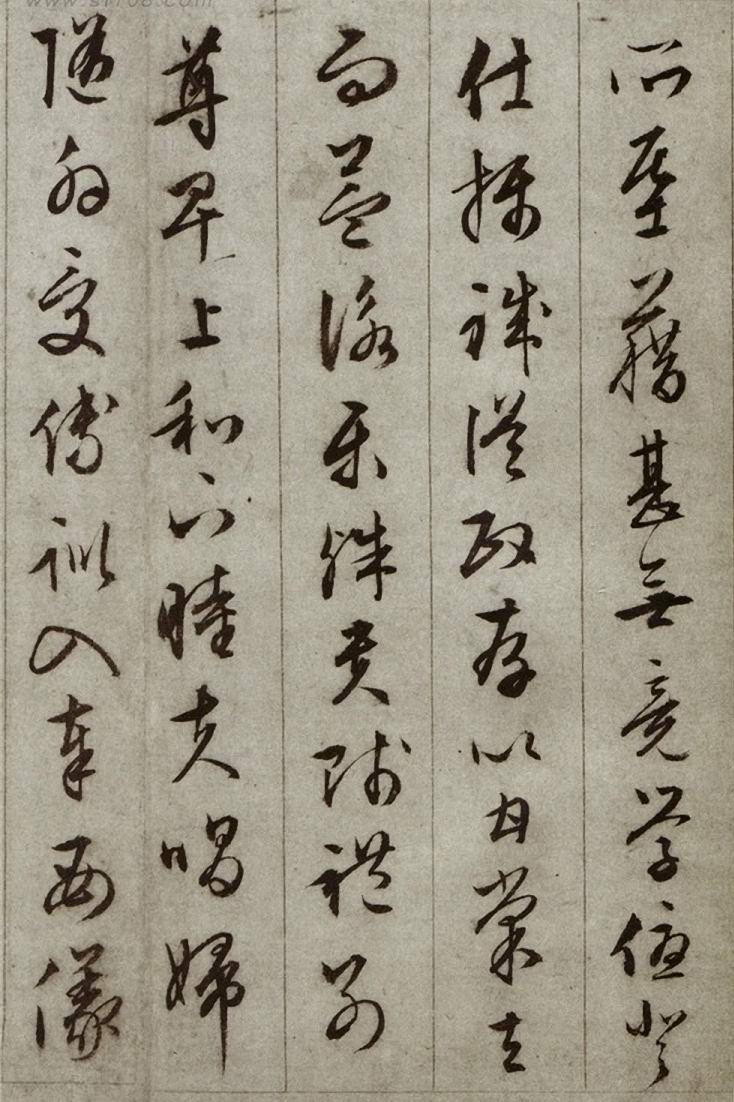 所基藉甚無竟學優登
仕攝職從政存以甘棠去
而益詠樂殊貴賤禮別
尊卑上和下睦夫唱婦
隨外受傅訓入奉母儀